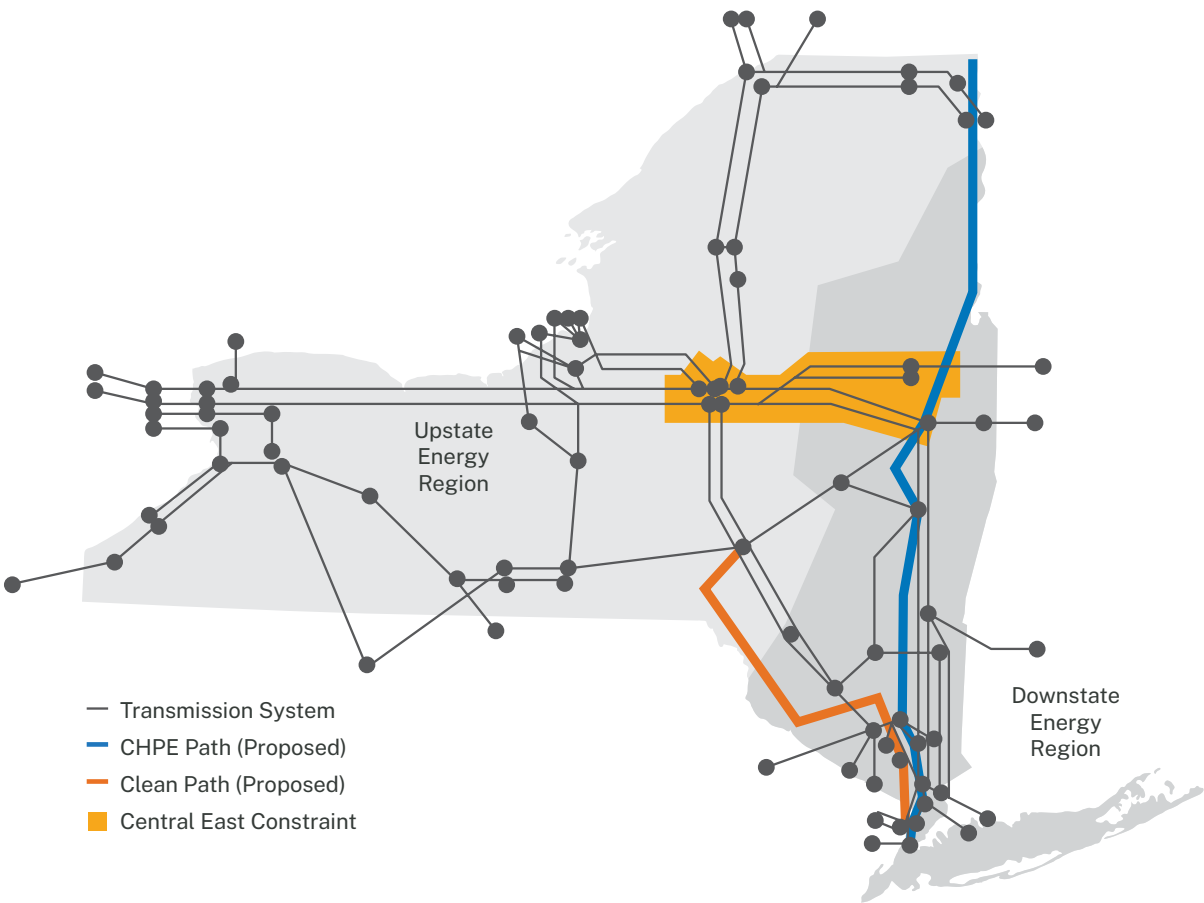 Upstate
Energy
Region
Downstate
Energy
Region
Transmission System
CHPE Path (Proposed)
Clean Path (Proposed)
Central East Constraint